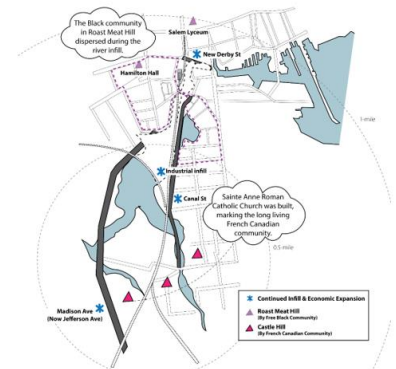 The Black community
in Roast Meat Hill
dispersed during the
river infill.
Salem Lyceum
New Derby St
Hamilton Hall
1-mile
Industrial infill
Canal St
Sainte Anne Roman
Catholic Church was built,
marking the long living
French Canadian
community.
0.5 mile
Madison Ave
(Now Jefferson Ave)
Continued Infill & Economic Expansion
Roast Meat Hill
(By Free Black Community)
Castle Hill
(By French Canadian Community)